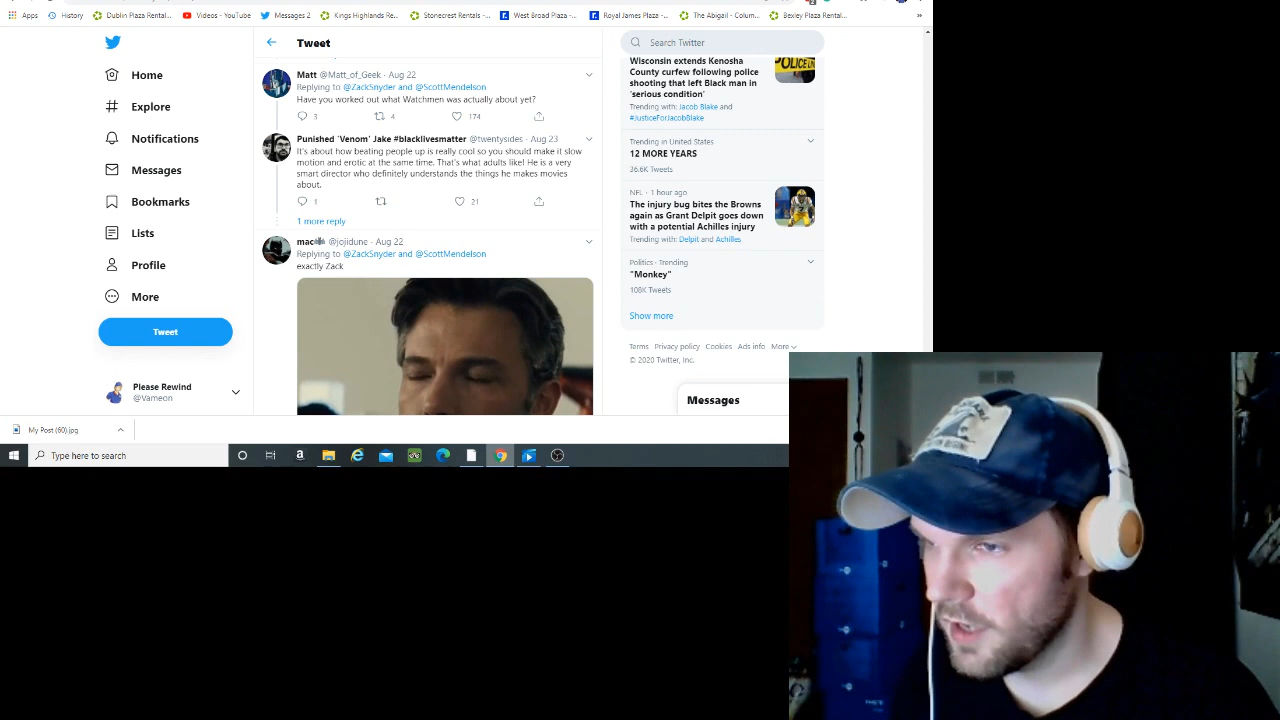 Apps
History
Dublin Plaza Rental...
Videos - YouTube
Messages 2
Kings Highlands Re...
Stonecrest Rentals -...
West Broad Plaza -...
Royal James Plaza -...
The Abigail - Colum...
Bexley Plaza Rental...
Home
Explore
Notifications
Messages
Bookmarks
Lists
Profile
More
Tweet
Please Rewind
@Vameon
Tweet
Matt @Matt_of_Geek · Aug 22
Replying to @ZackSnyder and @ScottMendelson
Have you worked out what Watchmen was actually about yet?
3 4 174
Punished 'Venom' Jake #blacklivesmatter @twentysides · Aug 23
It's about how beating people up is really cool so you should make it slow
motion and erotic at the same time. That's what adults like! He is a very
smart director who definitely understands the things he makes movies
about.
1 21
1 more reply
mac @jojidune · Aug 22
Replying to @ZackSnyder and @ScottMendelson
exactly Zack
Search Twitter
Wisconsin extends Kenosha
County curfew following police
shooting that left Black man in
'serious condition'
Trending with: Jacob Blake and
#JusticeForJacobBlake
POLICE
Trending in United States
12 MORE YEARS
36.6K Tweets
NFL · 1 hour ago
The injury bug bites the Browns
again as Grant Delpit goes down
with a potential Achilles injury
Trending with: Delpit and Achilles
Politics · Trending
"Monkey"
108K Tweets
Show more
Terms Privacy policy Cookies Ads info More
© 2020 Twitter, Inc.
Messages
My Post (60).jpg
Type here to search